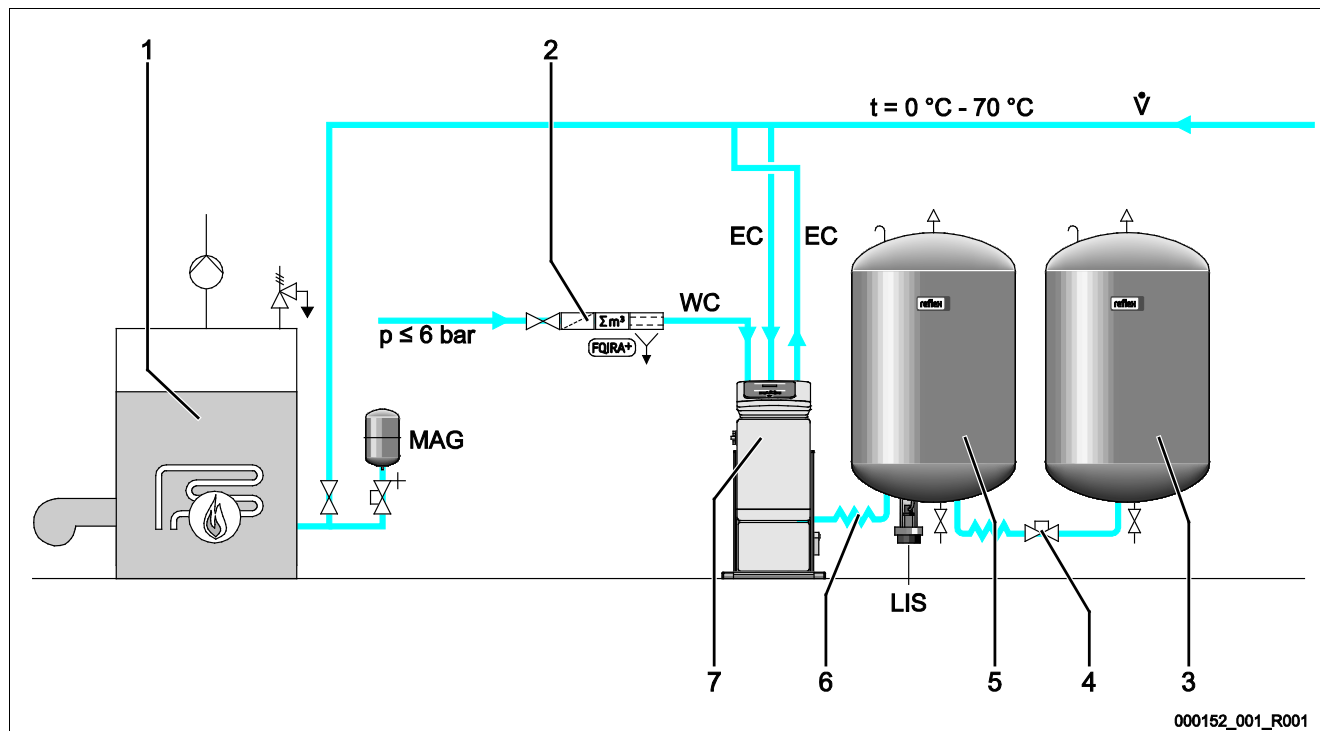 1
2
t = 0 °C - 70 °C
V̇
EC
EC
WC
p ≤ 6 bar
Σm³
FQIRA+
reflex
reflex
MAG
LIS
7
6
5
4
3
000152_001_R001